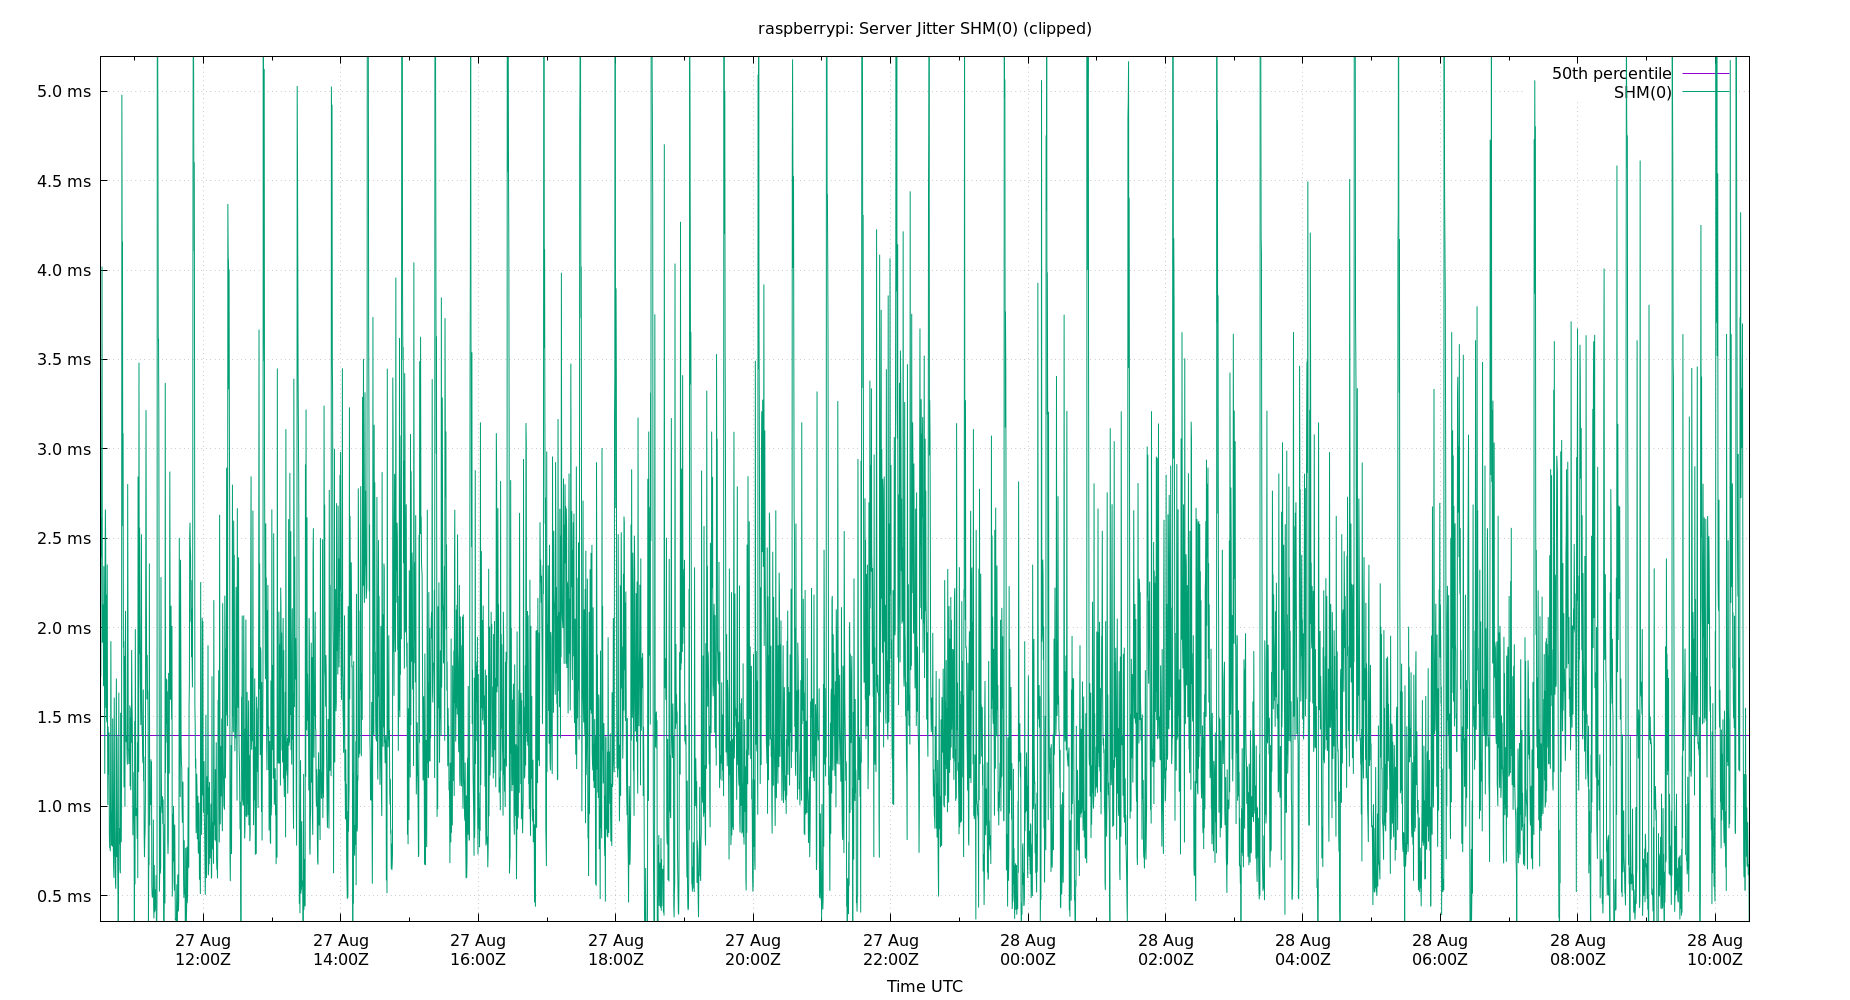 raspberrypi: Server Jitter SHM(0) (clipped)
50th percentile
SHM(0)
5.0 ms
4.5 ms
4.0 ms
3.5 ms
3.0 ms
2.5 ms
2.0 ms
1.5 ms
1.0 ms
0.5 ms
27 Aug 27 Aug 27 Aug 27 Aug 27 Aug 27 Aug 28 Aug 28 Aug 28 Aug 28 Aug 28 Aug 28 Aug
12:00Z 14:00Z 16:00Z 18:00Z 20:00Z 22:00Z 00:00Z 02:00Z 04:00Z 06:00Z 08:00Z 10:00Z
Time UTC